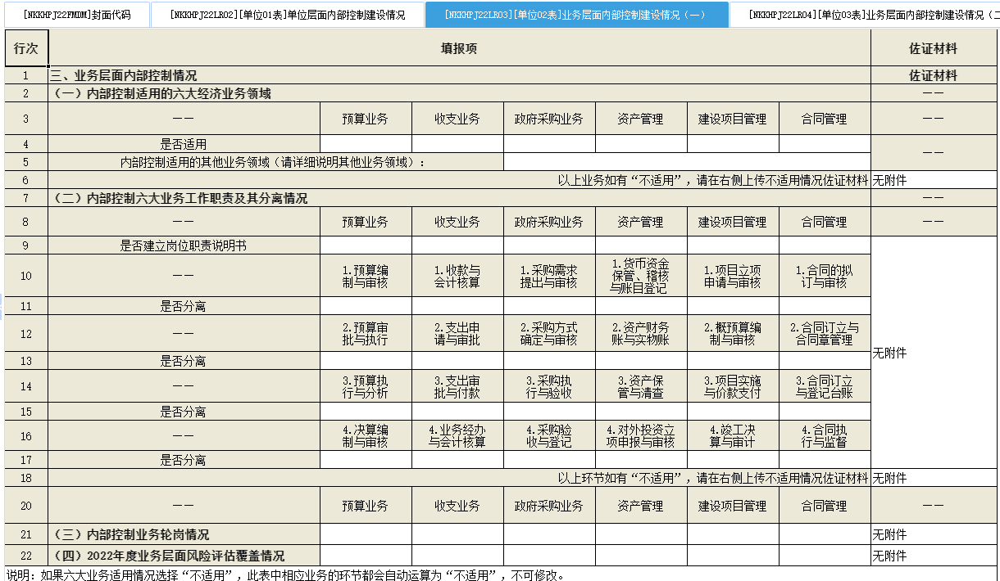 [NKKHPJ22FMDM]封面代码 [NKKHPJ22LR02][单位01表]单位层面内部控制建设情况 [NKKHPJ22LR03][单位02表]业务层面内部控制建设情况（一） [NKKHPJ22LR04][单位03表]业务层面内部控制建设情况（二
行次 填报项 佐证材料
1 三、业务层面内部控制情况 佐证材料
2 （一）内部控制适用的六大经济业务领域 ——
3 —— 预算业务 收支业务 政府采购业务 资产管理 建设项目管理 合同管理 ——
4 是否适用 ——
5 内部控制适用的其他业务领域（请详细说明其他业务领域）：
6 以上业务如有“不适用”，请在右侧上传不适用情况佐证材料 无附件
7 （二）内部控制六大业务工作职责及其分离情况 ——
8 —— 预算业务 收支业务 政府采购业务 资产管理 建设项目管理 合同管理 ——
9 是否建立岗位职责说明书
10 —— 1.预算编制与审核 1.收款与会计核算 1.采购需求提出与审核 1.货币资金保管、稽核与账目登记 1.项目立项申请与审核 1.合同的拟订与审核
11 是否分离
12 —— 2.预算审批与执行 2.支出申请与审批 2.采购方式确定与审核 2.资产财务账与实物账 2.概预算编制与审核 2.合同订立与合同章管理
无附件
13 是否分离
14 —— 3.预算执行与分析 3.支出审批与付款 3.采购执行与验收 3.资产保管与清查 3.项目实施与价款支付 3.合同订立与登记台账
15 是否分离
16 —— 4.决算编制与审核 4.业务经办与会计核算 4.采购验收与登记 4.对外投资立项申报与审核 4.竣工决算与审计 4.合同执行与监督
17 是否分离
18 以上环节如有“不适用”，请在右侧上传不适用情况佐证材料 无附件
20 —— 预算业务 收支业务 政府采购业务 资产管理 建设项目管理 合同管理 ——
21 （三）内部控制业务轮岗情况 无附件
22 （四）2022年度业务层面风险评估覆盖情况 无附件
说明：如果六大业务适用情况选择“不适用”，此表中相应业务的环节都会自动运算为“不适用”，不可修改。